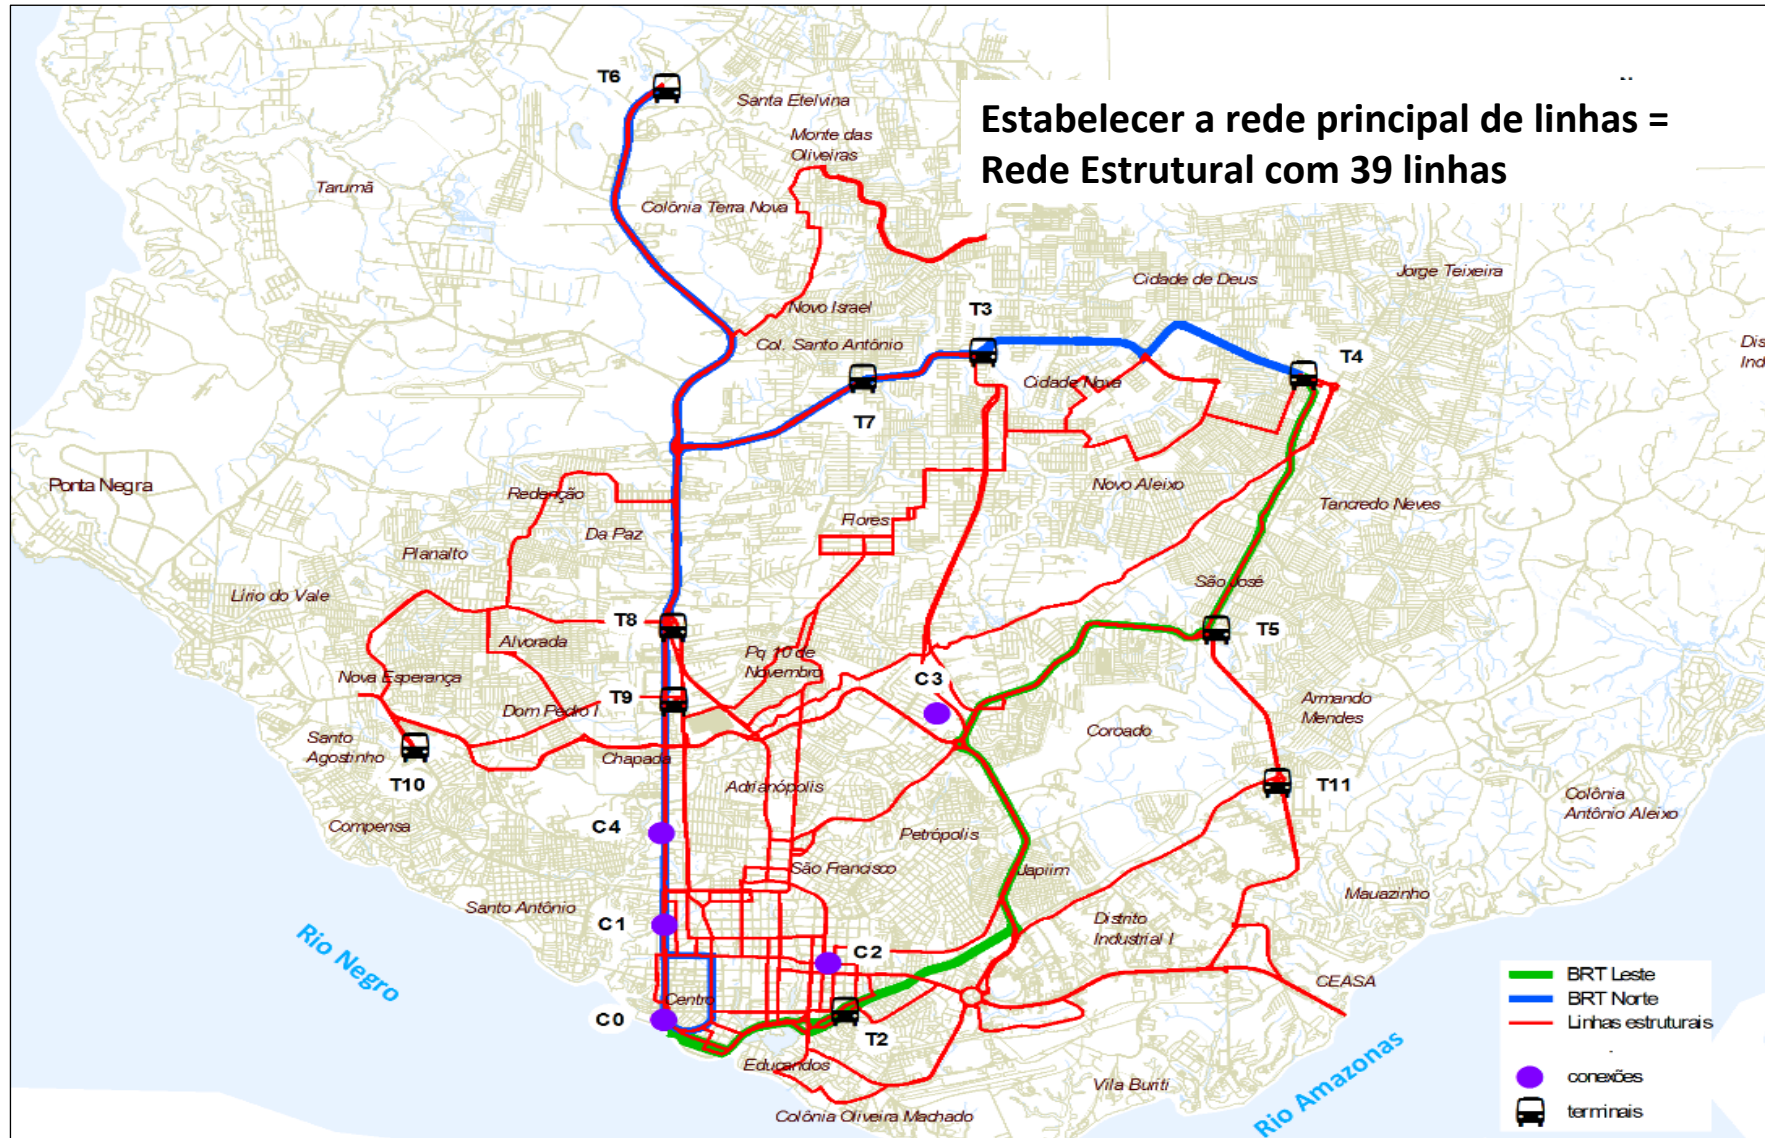 Estabelecer a rede principal de linhas =
Rede Estrutural com 39 linhas
T6
Santa Etelvina
Monte das
Oliveiras
Tarumã
Colônia Terra Nova
Jorge Teixeira
Cidade de Deus
Novo Israel
T3
Col. Santo Antônio
Dis
Ind
T4
Cidade Nova
T7
Ponta Negra
Redenção
Novo Aleixo
Tancredo Neves
Flores
Da Paz
Planalto
São José
Lírio do Vale
T8
T5
Alvorada
Pq 10 de
Novembro
Nova Esperança
C3
T9
Dom Pedro I
Armando
Mendes
Santo
Agostinho
Coroado
Chapada
T10
Adrianópolis
T11
Colônia
Antônio Aleixo
Compensa
C4
Petrópolis
São Francisco
Japiim
Mauazinho
Santo Antônio
C1
Distrito
Industrial I
Rio Negro
C2
CEASA
Centro
C0
T2
Educandos
Vila Buriti
Rio Amazonas
Colônia Oliveira Machado
BRT Leste
BRT Norte
Linhas estruturais
conexões
terminais